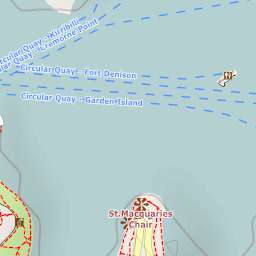 Circular Quay - Kirribilli
Circular Quay - Cremorne Point
Circular Quay - Fort Denison
Circular Quay - Garden Island
St.Macquaries
Chair